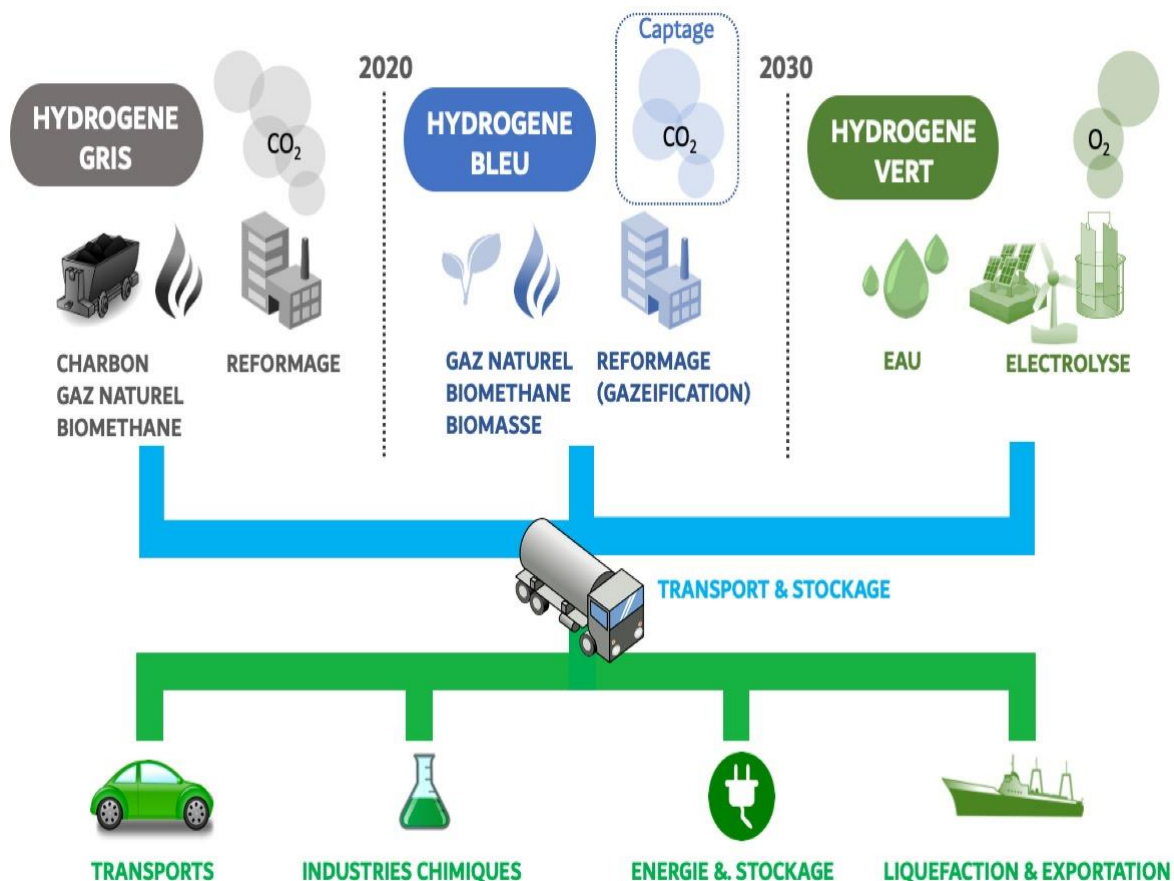 Captage
2020
2030
HYDROGENE
GRIS
CO₂
HYDROGENE
BLEU
CO₂
HYDROGENE
VERT
O₂
CHARBON
GAZ NATUREL
BIOMETHANE
REFORMAGE
GAZ NATUREL
BIOMETHANE
BIOMASSE
REFORMAGE
(GAZEIFICATION)
EAU
ELECTROLYSE
TRANSPORT & STOCKAGE
TRANSPORTS
INDUSTRIES CHIMIQUES
ENERGIE &. STOCKAGE
LIQUEFACTION & EXPORTATION